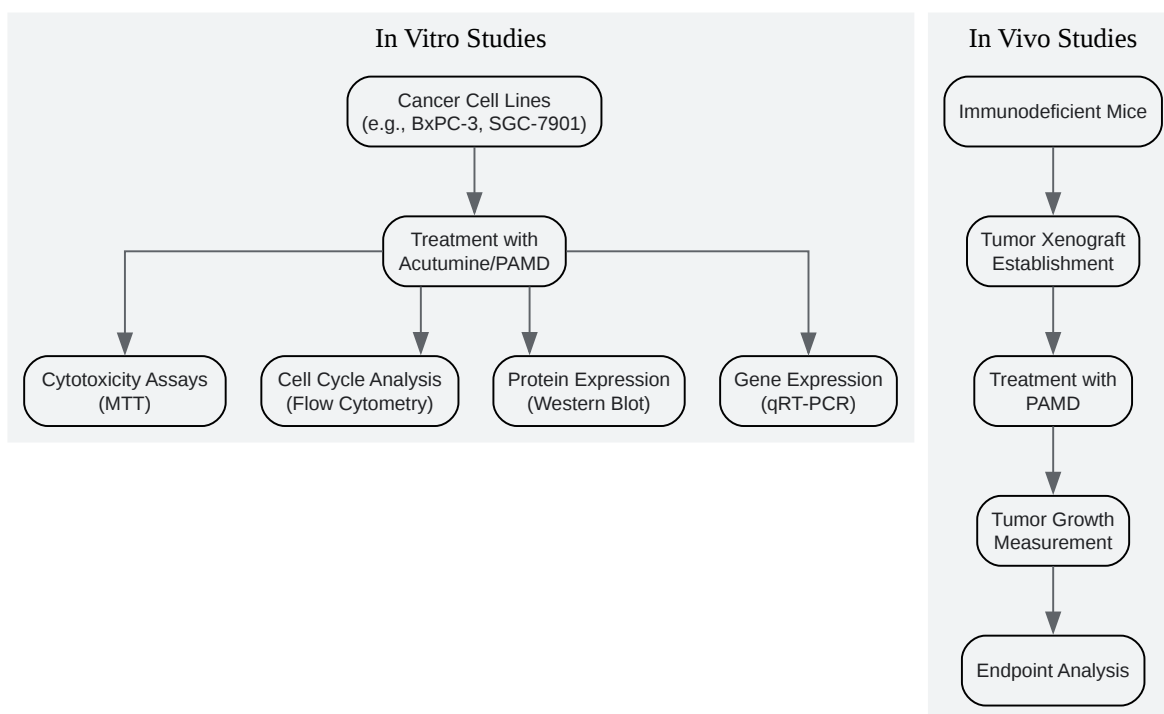 In Vitro Studies
Cancer Cell Lines
(e.g., BxPC-3, SGC-7901)
Treatment with
Acutumine/PAMD
Cytotoxicity Assays
(MTT)
Cell Cycle Analysis
(Flow Cytometry)
Protein Expression
(Western Blot)
Gene Expression
(qRT-PCR)
In Vivo Studies
Immunodeficient Mice
Tumor Xenograft
Establishment
Treatment with
PAMD
Tumor Growth
Measurement
Endpoint Analysis